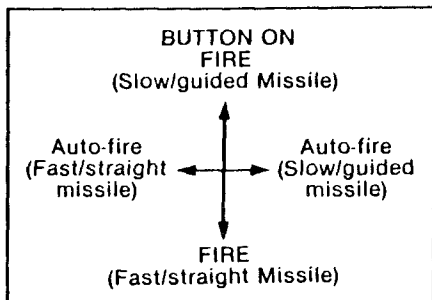 BUTTON ON
FIRE
(Slow/guided Missile)
Auto-fire
(Fast/straight
missile)
Auto-fire
(Slow/guided
missile)
FIRE
(Fast/straight Missile)